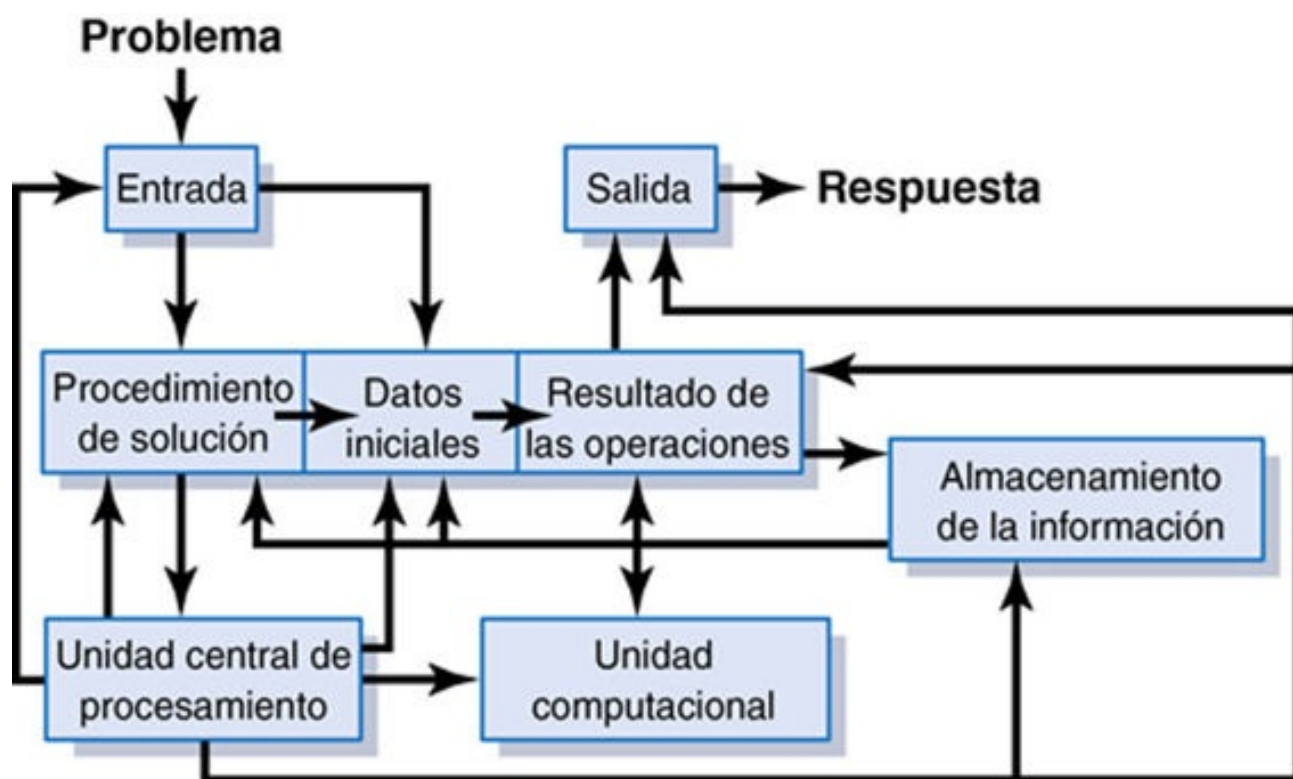 Problema
Entrada
Salida
Respuesta
Procedimiento
de solución
Datos
iniciales
Resultado de
las operaciones
Almacenamiento
de la información
Unidad central de
procesamiento
Unidad
computacional